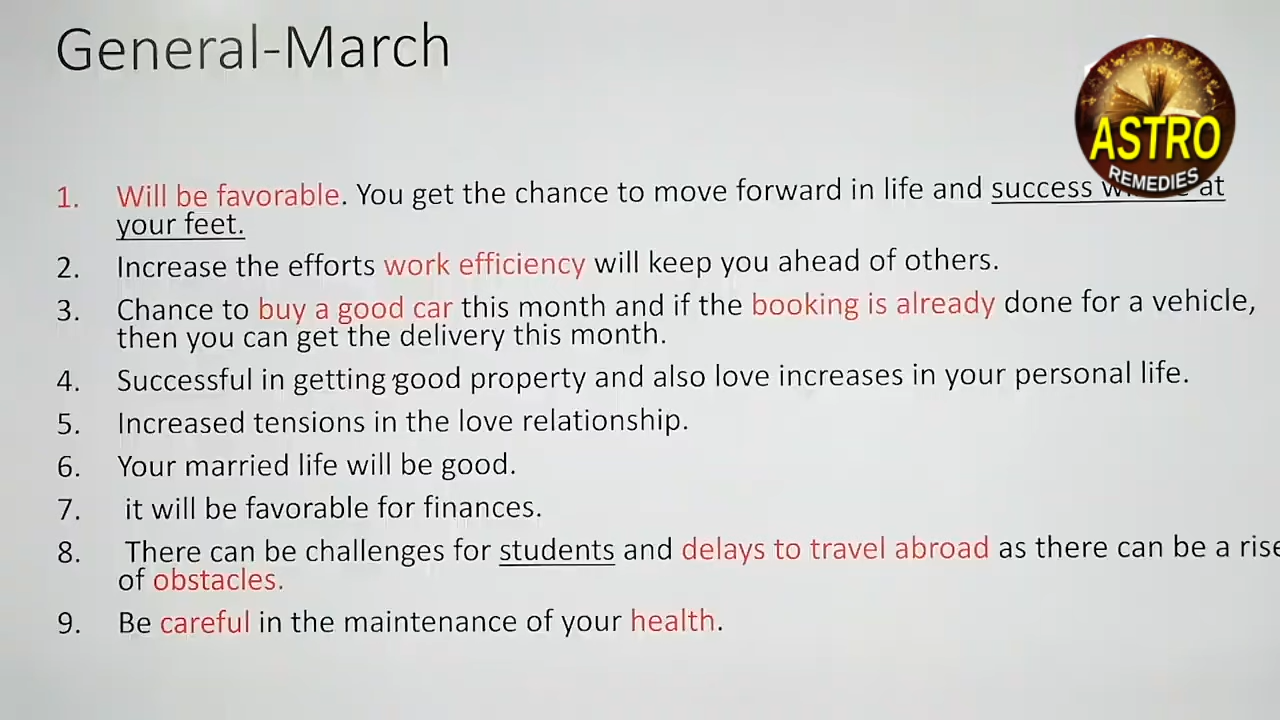 General-March
ASTRO
REMEDIES
1. Will be favorable. You get the chance to move forward in life and success at
your feet.
2. Increase the efforts work efficiency will keep you ahead of others.
3. Chance to buy a good car this month and if the booking is already done for a vehicle,
then you can get the delivery this month.
4. Successful in getting good property and also love increases in your personal life.
5. Increased tensions in the love relationship.
6. Your married life will be good.
7. it will be favorable for finances.
8. There can be challenges for students and delays to travel abroad as there can be a rise
of obstacles.
9. Be careful in the maintenance of your health.